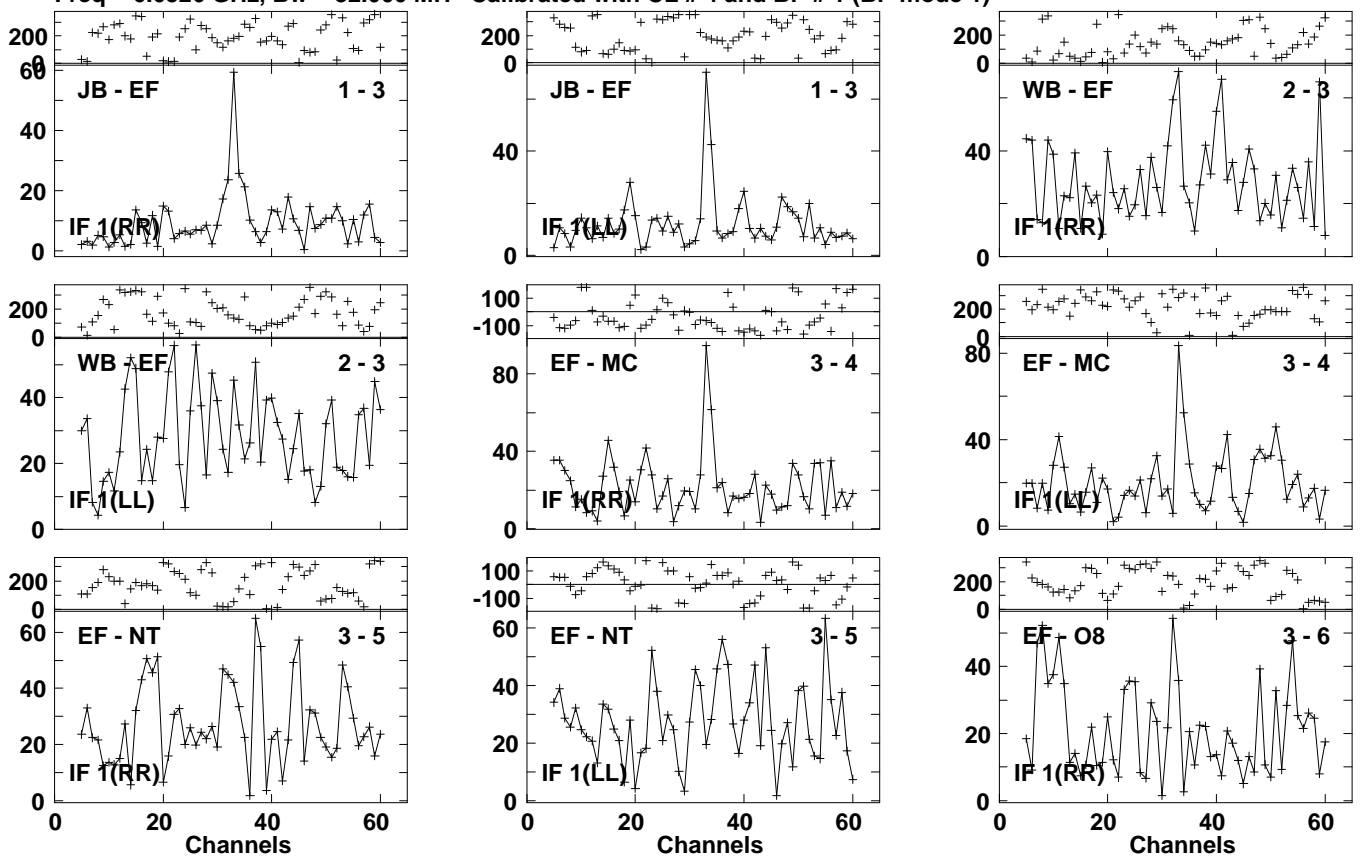 GHz, Bw = Calibrated with CL # and BP # (BP mode 1)
200
0
60
40
20
0
JB - EF 1 - 3
IF 1(RR)
200
0
40
0
JB - EF 1 - 3
IF 1(LL)
200
0
40
0
WB - EF 2 - 3
IF 1(RR)
200
0
40
20
0
WB - EF 2 - 3
IF 1(LL)
100
-100
80
40
0
EF - MC 3 - 4
IF 1(RR)
200
0
80
40
0
EF - MC 3 - 4
IF 1(LL)
200
0
60
40
20
0
EF - NT 3 - 5
IF 1(RR)
0 20 40 60
Channels
100
-100
60
40
20
0
EF - NT 3 - 5
IF 1(LL)
0 20 40 60
Channels
200
0
40
20
0
EF - O8 3 - 6
IF 1(RR)
0 20 40 60
Channels